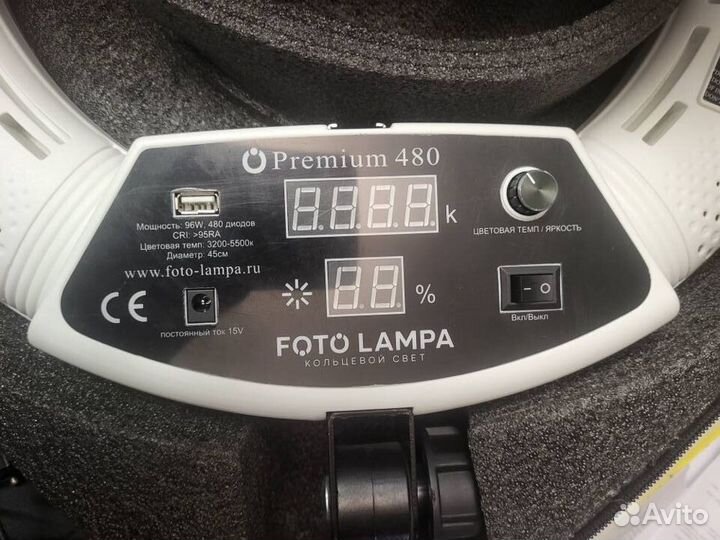 Premium 480
Мощность: 96W, 480 диодов
CRI: >95RA
Цветовая темп: 3200-5500к
Диаметр: 45см
www.foto-lampa.ru
k
ЦВЕТОВАЯ ТЕМП / ЯРКОСТЬ
CE
постоянный ток 15V
%
- O
Вкл/Выкл
FOTO LAMPA
КОЛЬЦЕВОЙ СВЕТ
Avito